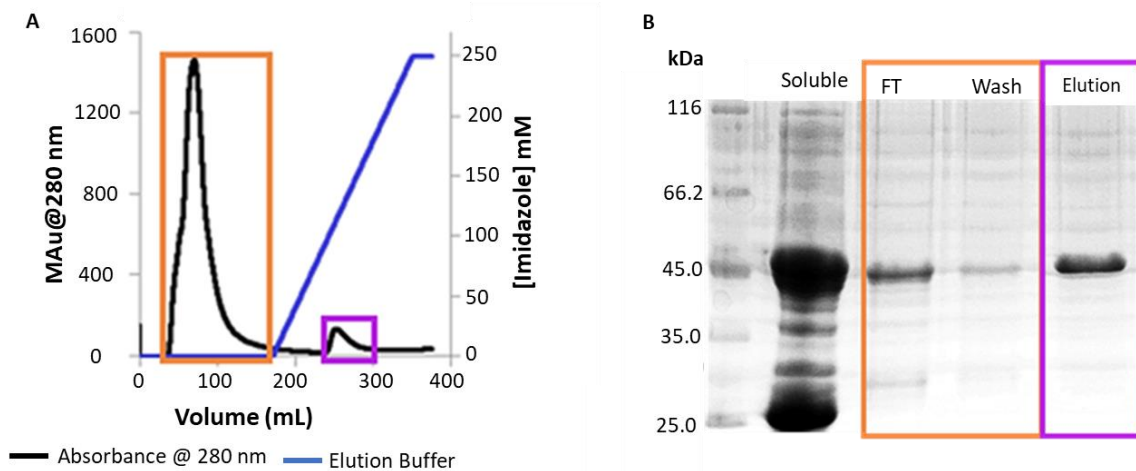 A
1600
1200
800
400
0
MAu@280 nm
250
200
150
100
50
0
[Imidazole] mM
0 100 200 300 400
Volume (mL)
Absorbance @ 280 nm Elution Buffer
B
kDa
Soluble FT Wash Elution
116
66.2
45.0
35.0
25.0